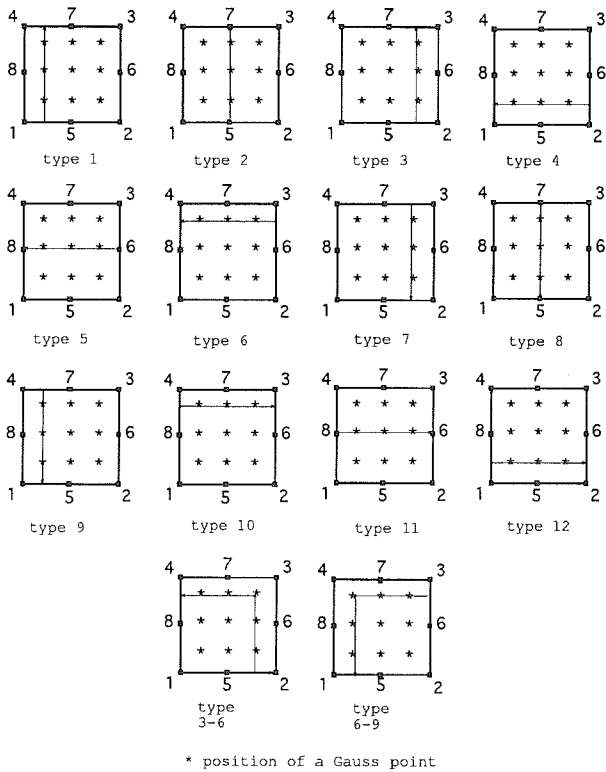 4 7 3 4 7 3 4 7 3 4 7 3
8 6 8 6 8 6 8 6
1 5 2 1 5 2 1 5 2 1 5 2
type 1 type 2 type 3 type 4
4 7 3 4 7 3 4 7 3 4 7 3
8 6 8 6 8 6 8 6
1 5 2 1 5 2 1 5 2 1 5 2
type 5 type 6 type 7 type 8
4 7 3 4 7 3 4 7 3 4 7 3
8 6 8 6 8 6 8 6
1 5 2 1 5 2 1 5 2 1 5 2
type 9 type 10 type 11 type 12
4 7 3 4 7 3
8 6 8 6
1 5 2 1 5 2
type type
3-6 6-9
* position of a Gauss point